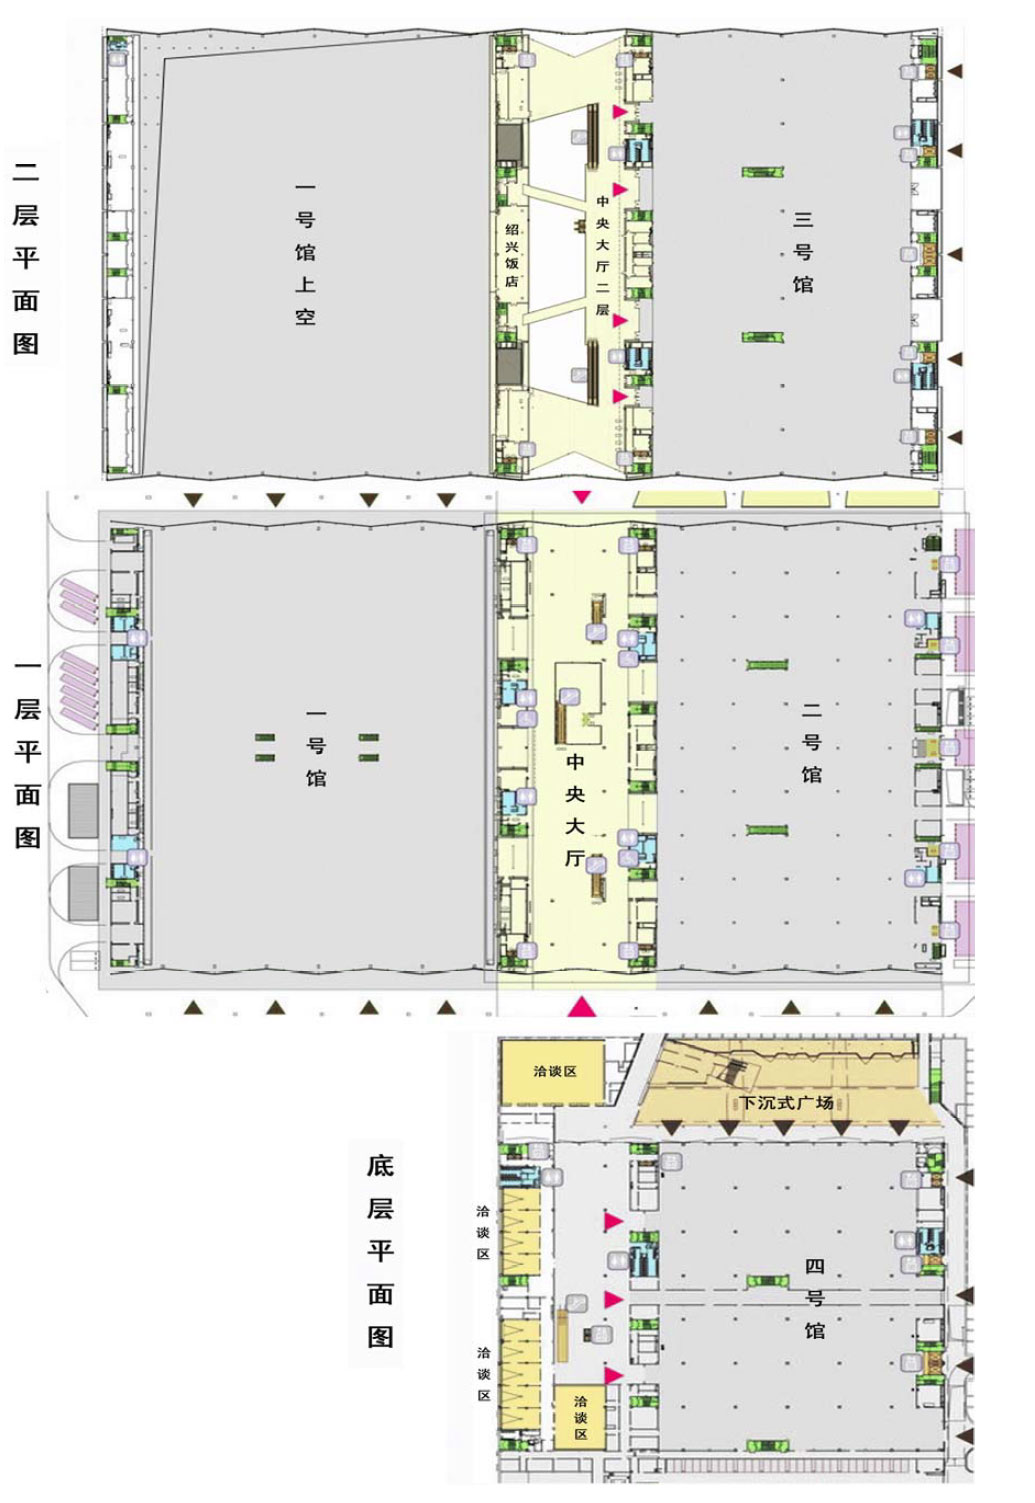 二层平面图
一号馆上空
绍兴饭店
中央大厅二层
三号馆
一层平面图
一号馆
中央大厅
二号馆
底层平面图
洽谈区
下沉式广场
洽谈区
四号馆
洽谈区
洽谈区